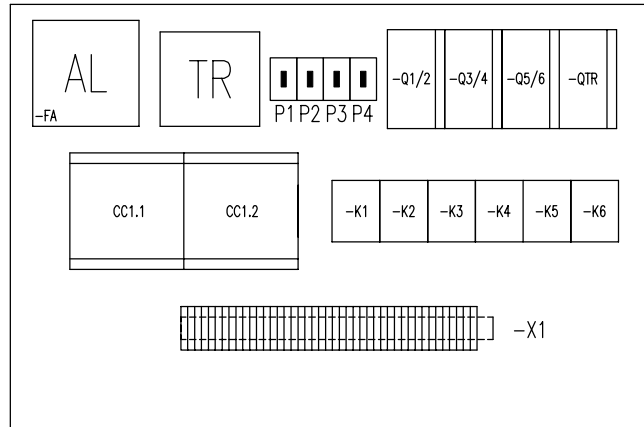 AL
-FA
TR
P1 P2 P3 P4
-Q1/2 -Q3/4 -Q5/6 -QTR
CC1.1 CC1.2
-K1 -K2 -K3 -K4 -K5 -K6
-X1